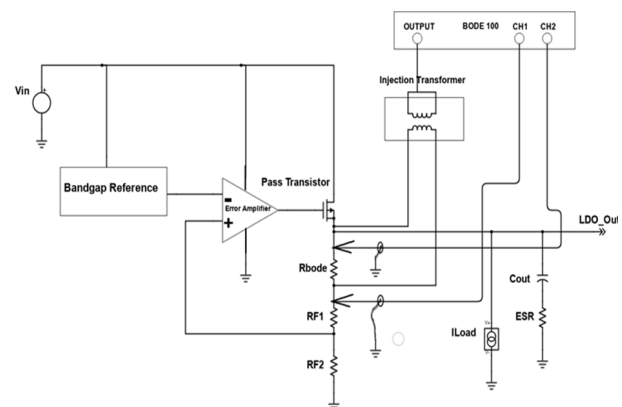 OUTPUT BODE 100 CH1 CH2
Injection Transformer
Vin
Bandgap Reference
Pass Transistor
-
Error Amplifier
+
LDO_Out
Rbode
Cout
RF1
ESR
ILoad
RF2